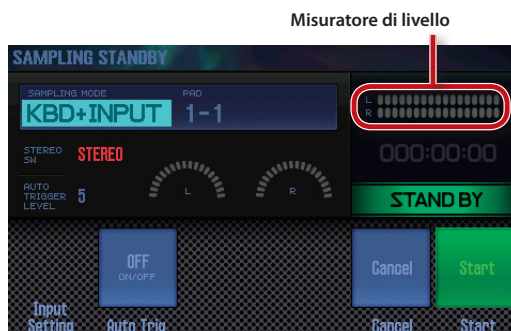 Misuratore di livello
SAMPLING STANDBY
SAMPLING MODE PAD
KBD+INPUT 1-1
L
R
STEREO SW STEREO
000:00:00
AUTO TRIGGER LEVEL 5
L R
STAND BY
OFF
ON/OFF
Cancel Start
Input Setting Auto Trig Cancel Start